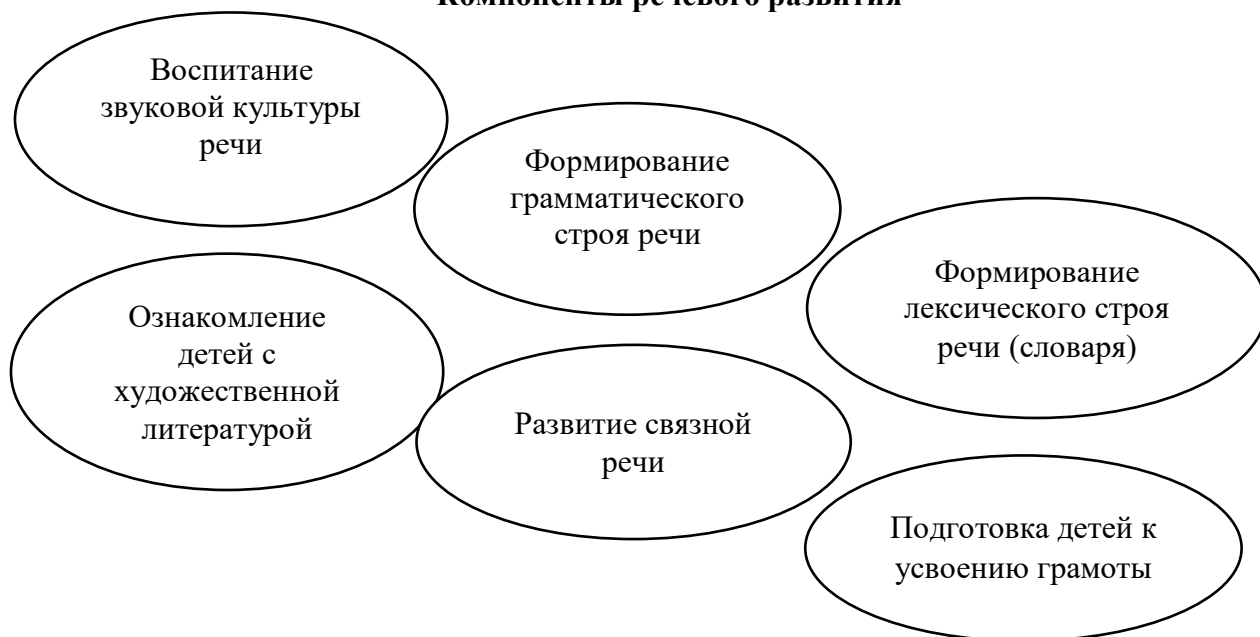 Компоненты речевого развития
Воспитание
звуковой культуры
речи
Формирование
грамматического
строя речи
Формирование
лексического строя
речи (словаря)
Ознакомление
детей с
художественной
литературой
Развитие связной
речи
Подготовка детей к
усвоению грамоты